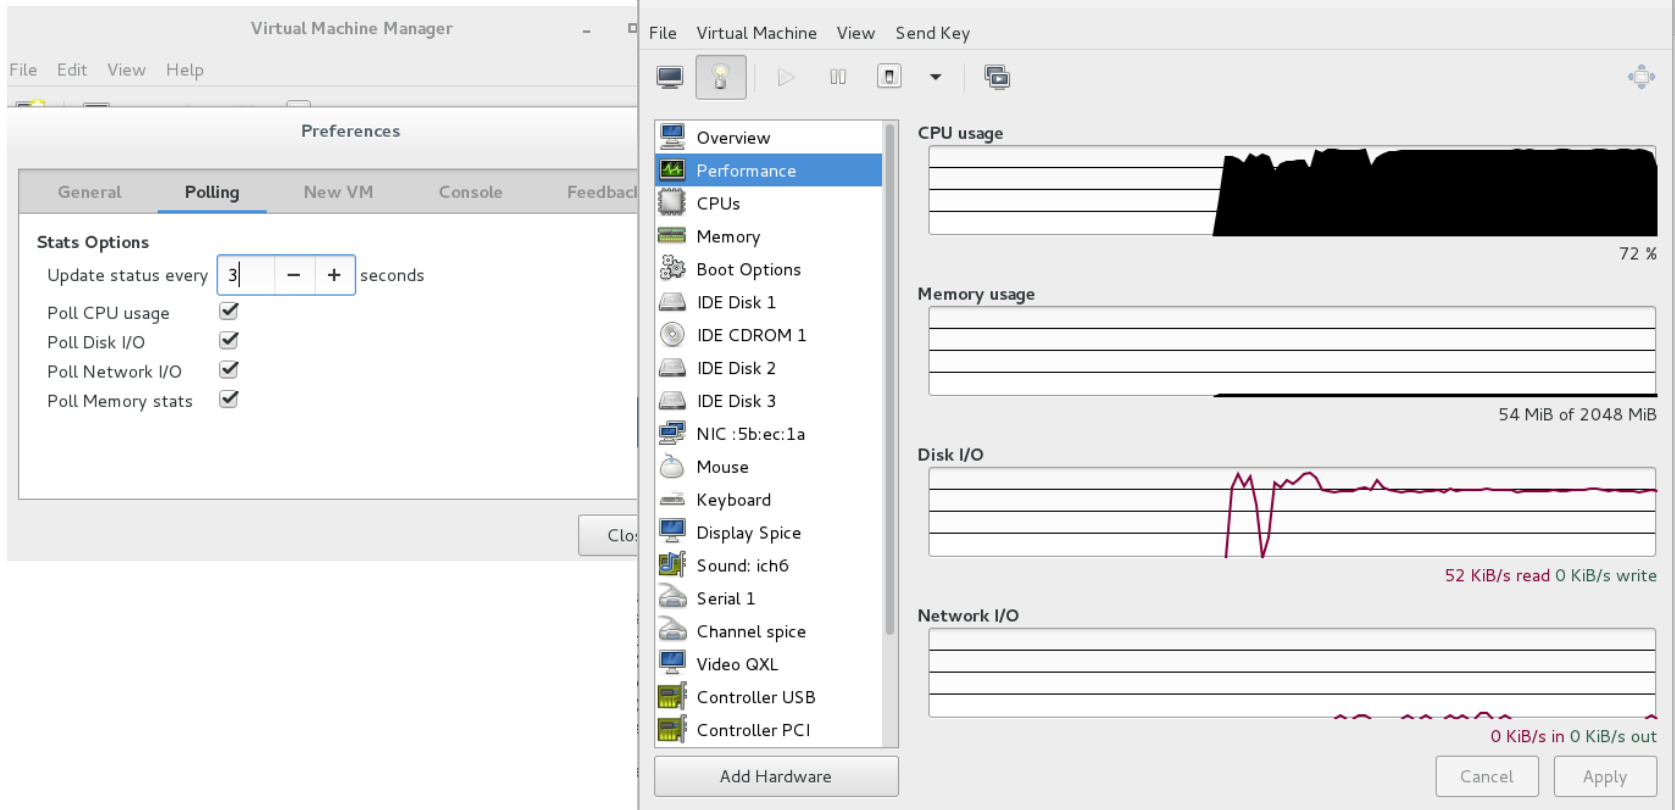 Virtual Machine Manager
File Edit View Help
Preferences
General Polling New VM Console Feedbac
Stats Options
Update status every 3 − + seconds
Poll CPU usage
Poll Disk I/O
Poll Network I/O
Poll Memory stats
Clo
File Virtual Machine View Send Key
Overview
Performance
CPUs
Memory
Boot Options
IDE Disk 1
IDE CDROM 1
IDE Disk 2
IDE Disk 3
NIC :5b:ec:1a
Mouse
Keyboard
Display Spice
Sound: ich6
Serial 1
Channel spice
Video QXL
Controller USB
Controller PCI
Add Hardware
CPU usage
72 %
Memory usage
54 MiB of 2048 MiB
Disk I/O
52 KiB/s read 0 KiB/s write
Network I/O
0 KiB/s in 0 KiB/s out
Cancel Apply